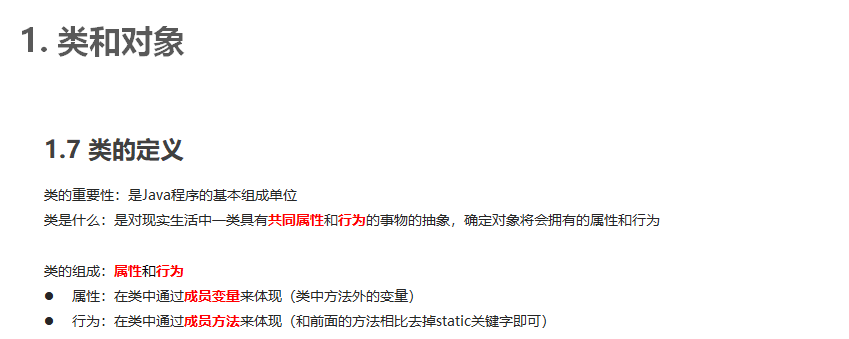 1. 类和对象
1.7 类的定义
类的重要性：是Java程序的基本组成单位
类是什么：是对现实生活中一类具有共同属性和行为的事物的抽象，确定对象将会拥有的属性和行为
类的组成：属性和行为
● 属性：在类中通过成员变量来体现（类中方法外的变量）
● 行为：在类中通过成员方法来体现（和前面的方法相比去掉static关键字即可）